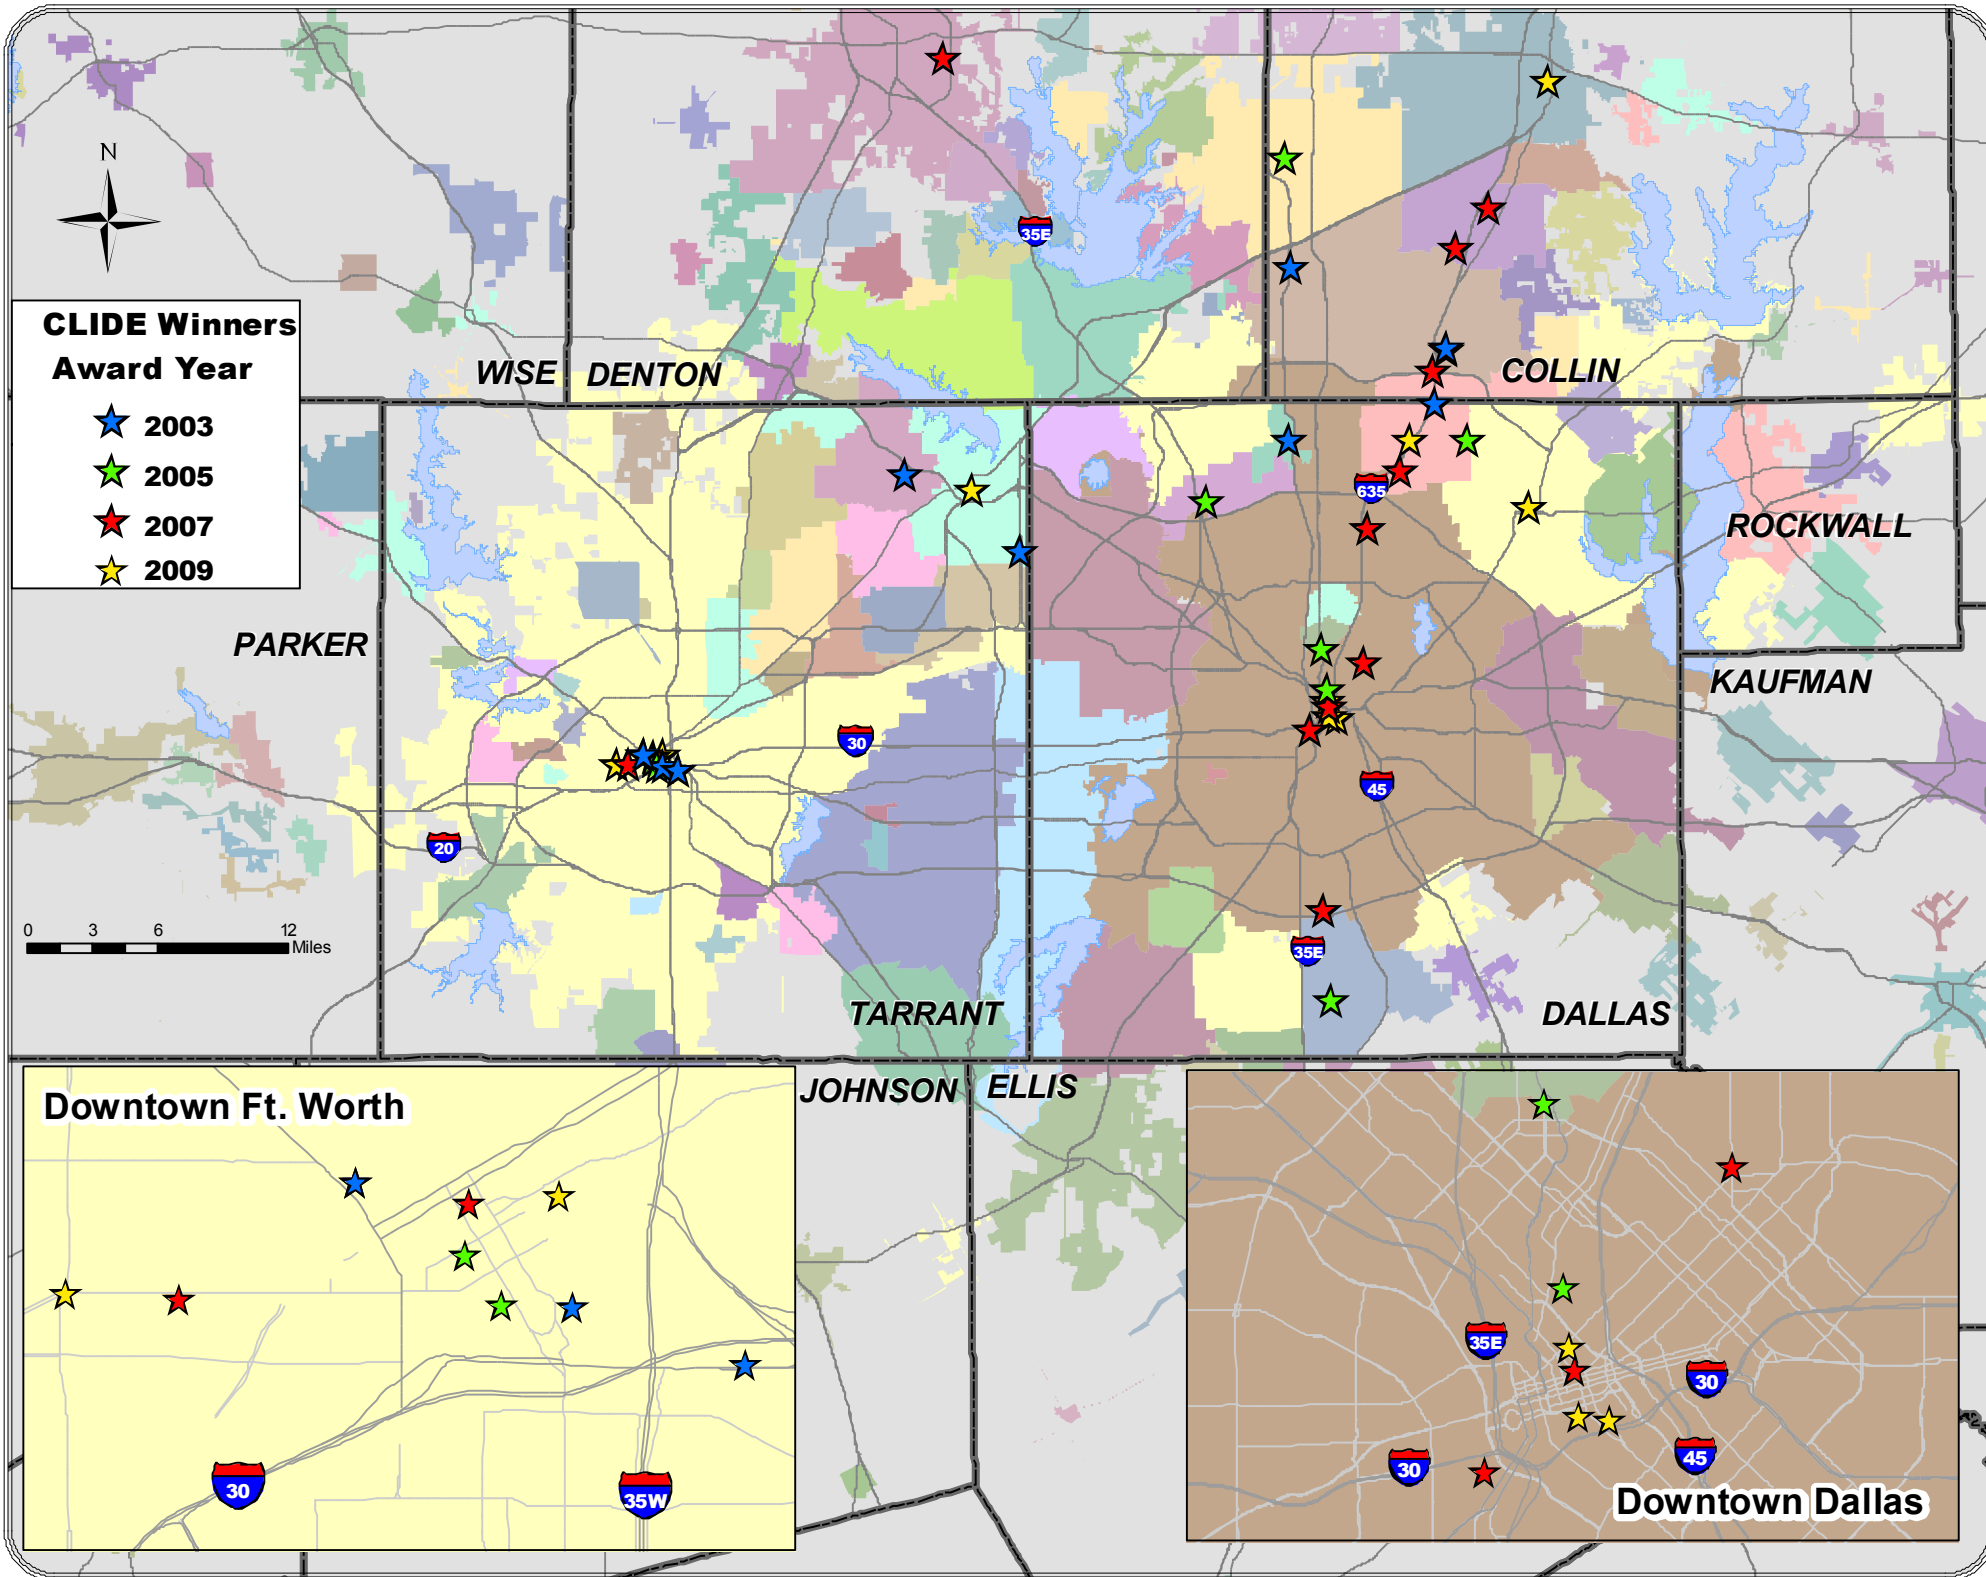 N
35E
CLIDE Winners
Award Year
2003
2005
2007
2009
WISE
DENTON
COLLIN
635
ROCKWALL
PARKER
KAUFMAN
30
45
20
0 3 6 12
Miles
35E
TARRANT
DALLAS
JOHNSON
ELLIS
Downtown Ft. Worth
30
35W
35E
30
30
45
Downtown Dallas